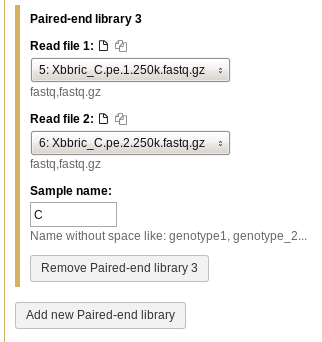 Paired-end library 3
Read file 1:
5: Xbbric_C.pe.1.250k.fastq.gz
fastq,fastq.gz
Read file 2:
6: Xbbric_C.pe.2.250k.fastq.gz
fastq,fastq.gz
Sample name:
C
Name without space like: genotype1, genotype_2...
Remove Paired-end library 3
Add new Paired-end library